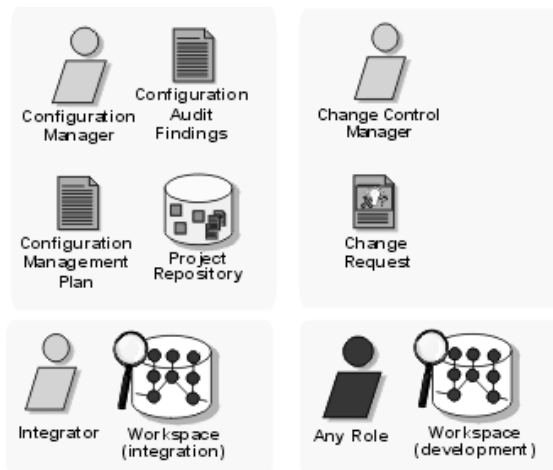 Configuration
Manager
Configuration
Audit
Findings
Configuration
Management
Plan
Project
Repository
Change Control
Manager
Change
Request
Integrator
Workspace
(integration)
Any Role
Workspace
(development)